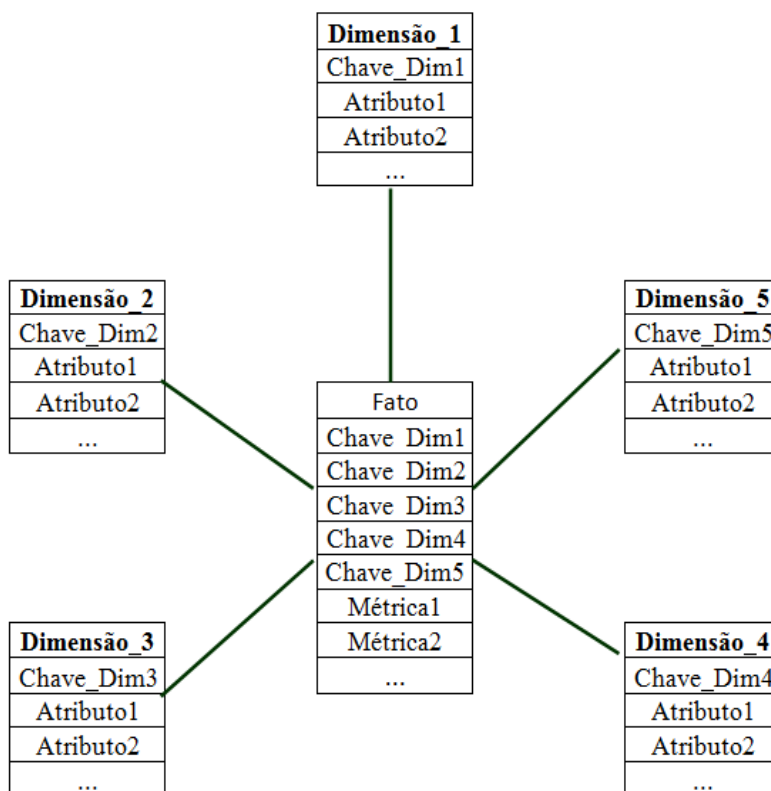 Dimensão_1
Chave_Dim1
Atributo1
Atributo2
...
Dimensão_2
Chave_Dim2
Atributo1
Atributo2
...
Dimensão_5
Chave_Dim5
Atributo1
Atributo2
...
Fato
Chave_Dim1
Chave_Dim2
Chave_Dim3
Chave_Dim4
Chave_Dim5
Métrica1
Métrica2
...
Dimensão_3
Chave_Dim3
Atributo1
Atributo2
...
Dimensão_4
Chave_Dim4
Atributo1
Atributo2
...